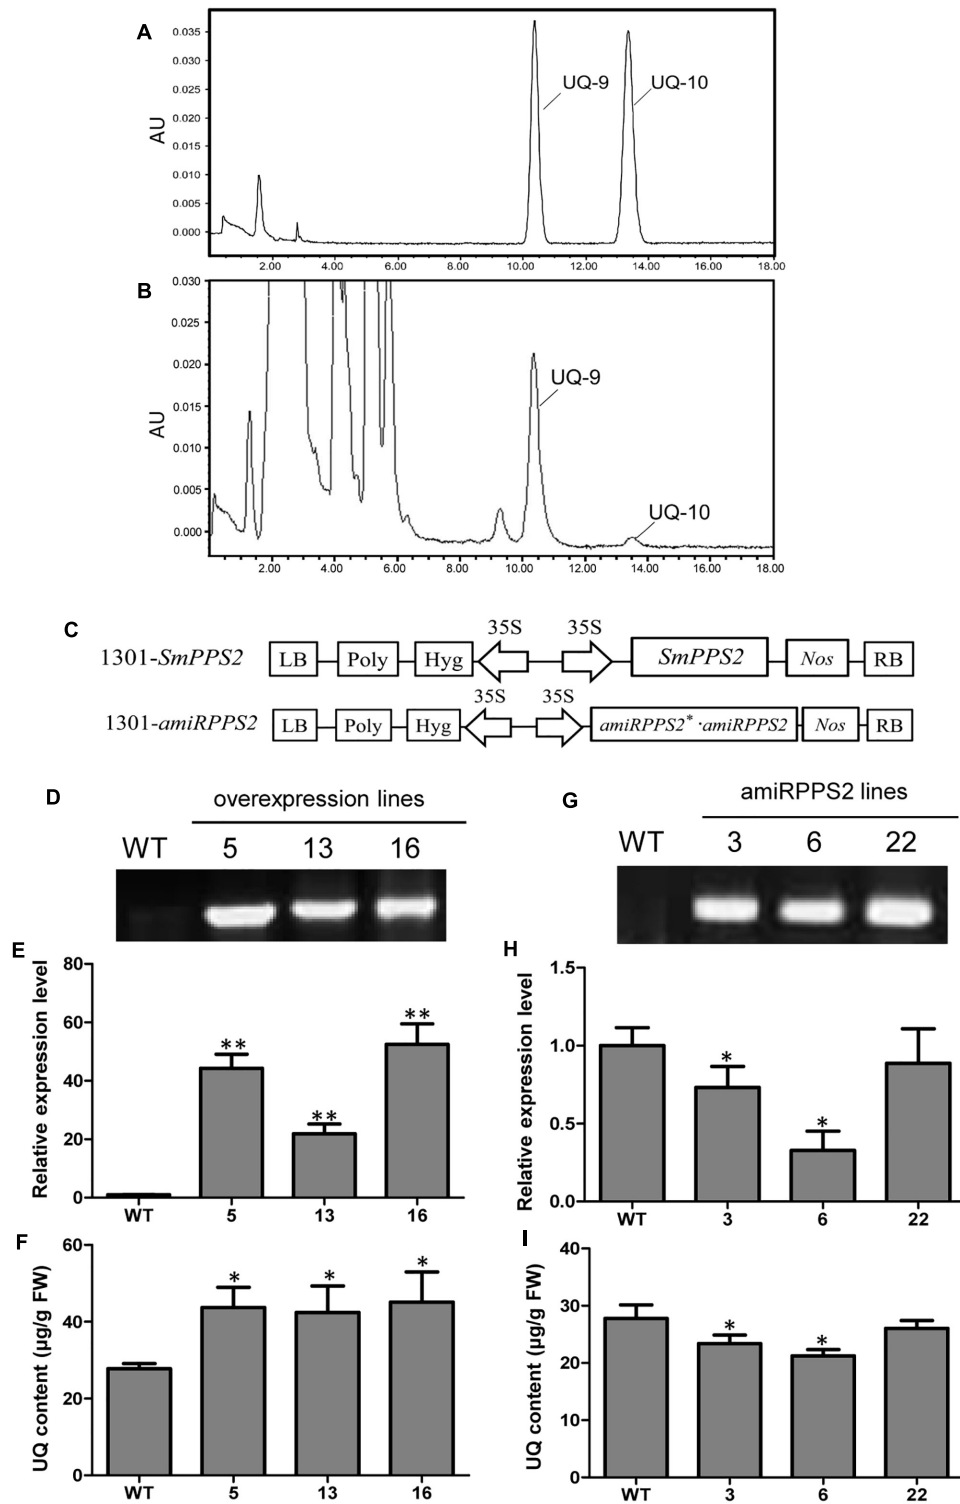 A
AU
0.035
0.030
0.025
0.020
0.015
0.010
0.005
0.000
UQ-9
UQ-10
2.00 4.00 6.00 8.00 10.00 12.00 14.00 16.00 18.00
B
AU
0.030
0.025
0.020
0.015
0.010
0.005
0.000
UQ-9
UQ-10
2.00 4.00 6.00 8.00 10.00 12.00 14.00 16.00 18.00
C
35S 35S
1301-SmPPS2 LB Poly Hyg SmPPS2 Nos RB
35S 35S
1301-amiRPPS2 LB Poly Hyg amiRPPS2*·amiRPPS2 Nos RB
D
overexpression lines
WT 5 13 16
G
amiRPPS2 lines
WT 3 6 22
E
Relative expression level
80
60
40
20
0
** ** **
WT 5 13 16
H
Relative expression level
1.5
1.0
0.5
0.0
* *
WT 3 6 22
F
UQ content (µg/g FW)
60
40
20
0
* * *
WT 5 13 16
I
UQ content (µg/g FW)
40
30
20
10
0
* *
WT 3 6 22